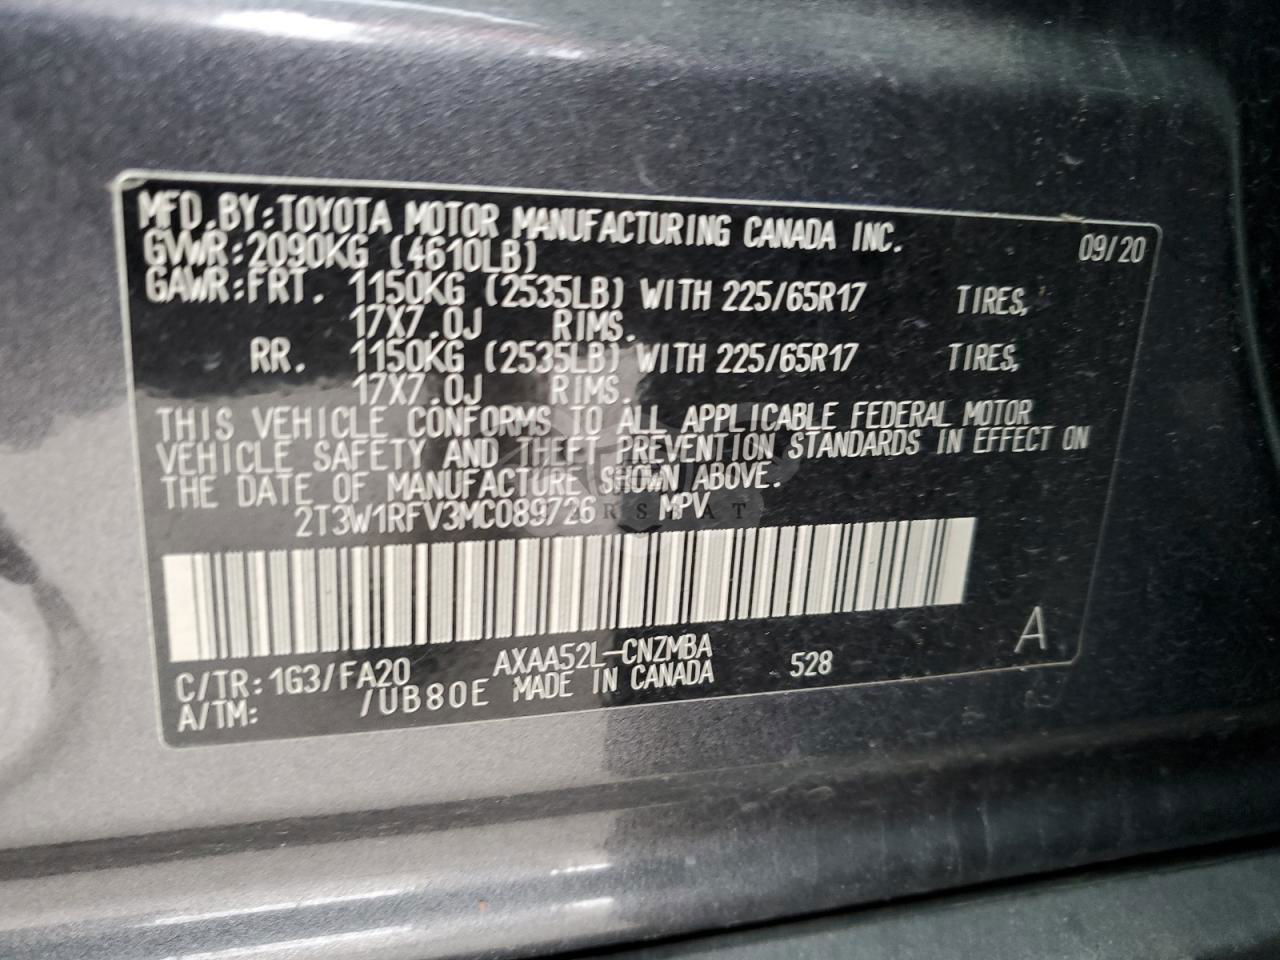 MFD.BY:TOYOTA MOTOR MANUFACTURING CANADA INC. 09/20
GVWR:2090KG (4610LB)
GAWR:FRT. 1150KG (2535LB) WITH 225/65R17 TIRES,
17X7.0J RIMS.
RR. 1150KG (2535LB) WITH 225/65R17 TIRES,
17X7.0J RIMS.
THIS VEHICLE CONFORMS TO ALL APPLICABLE FEDERAL MOTOR
VEHICLE SAFETY AND THEFT PREVENTION STANDARDS IN EFFECT ON
THE DATE OF MANUFACTURE SHOWN ABOVE.
2T3W1RFV3MC089726 MPV
A
C/TR:1G3/FA20 AXAA52L-CNZMBA 528
A/TM: /UB80E MADE IN CANADA